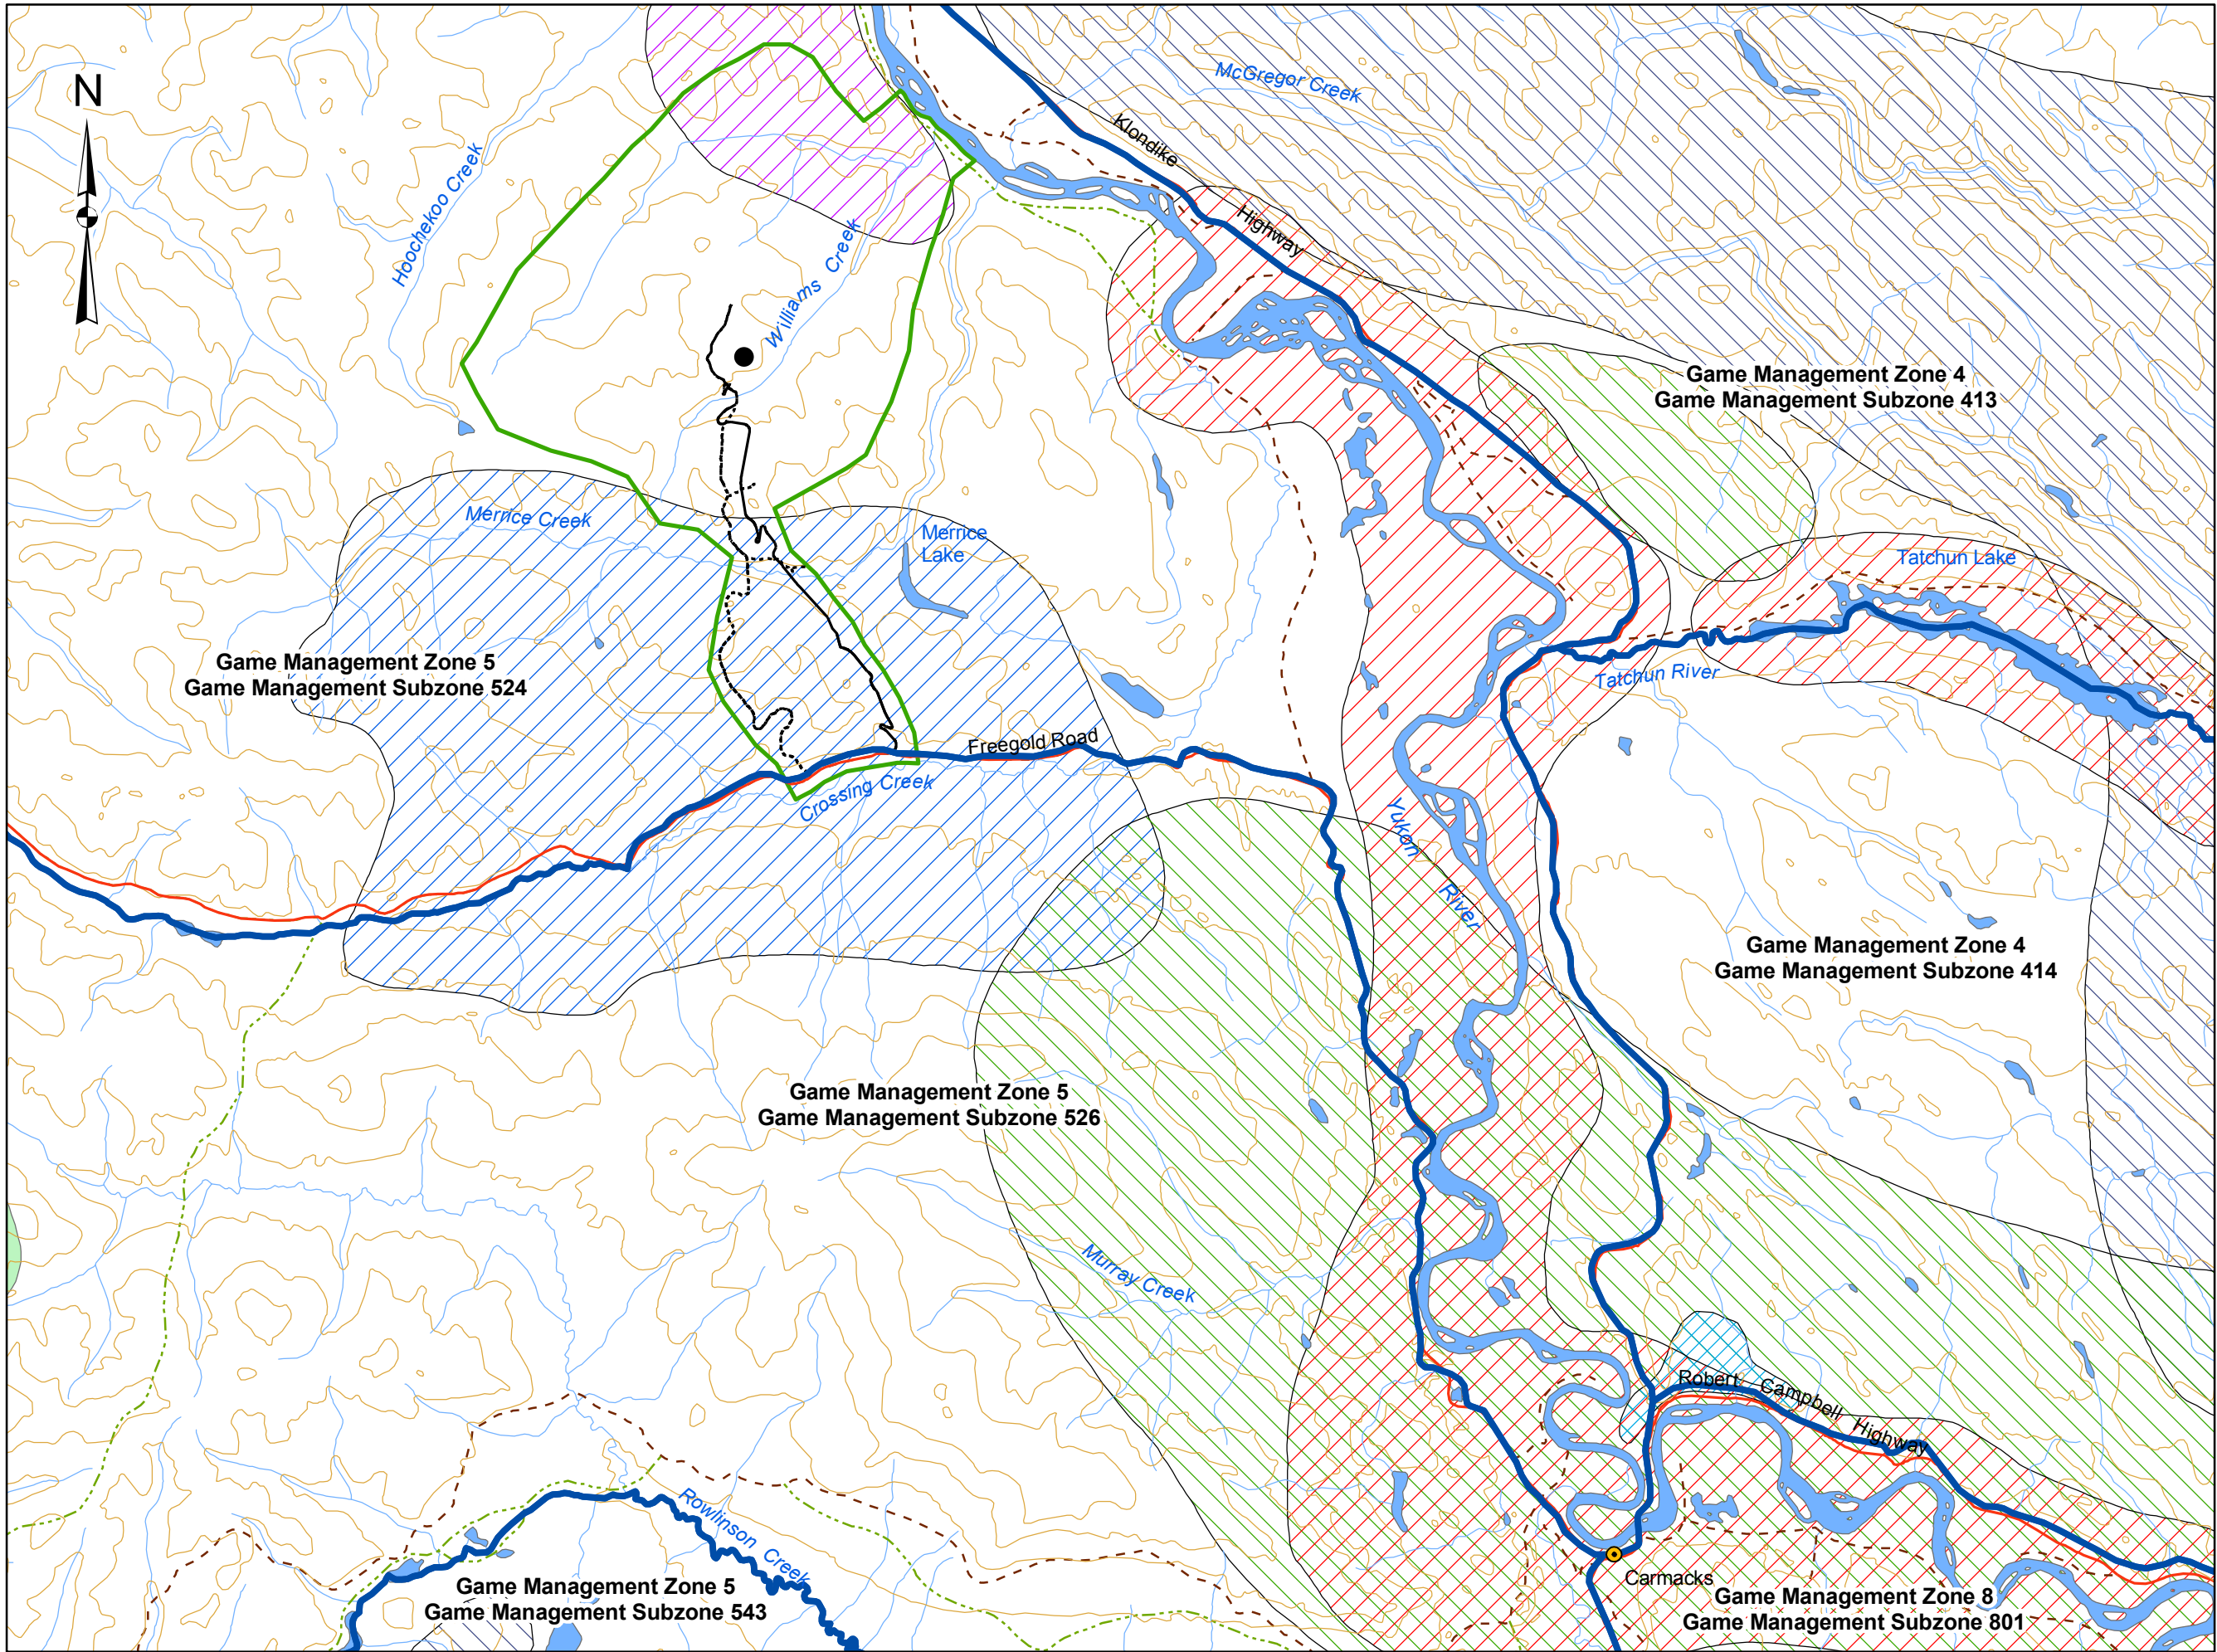 N
McGregor Creek
Klondike
Highway
Hoochekoo Creek
Williams Creek
Game Management Zone 4
Game Management Subzone 413
Merrice Creek
Merrice
Lake
Tatchun Lake
Game Management Zone 5
Game Management Subzone 524
Tatchun River
Freegold Road
Crossing Creek
Yukon
River
Game Management Zone 4
Game Management Subzone 414
Game Management Zone 5
Game Management Subzone 526
Murray Creek
Robert Campbell Highway
Rowlinson Creek
Carmacks
Game Management Zone 5
Game Management Subzone 543
Game Management Zone 8
Game Management Subzone 801